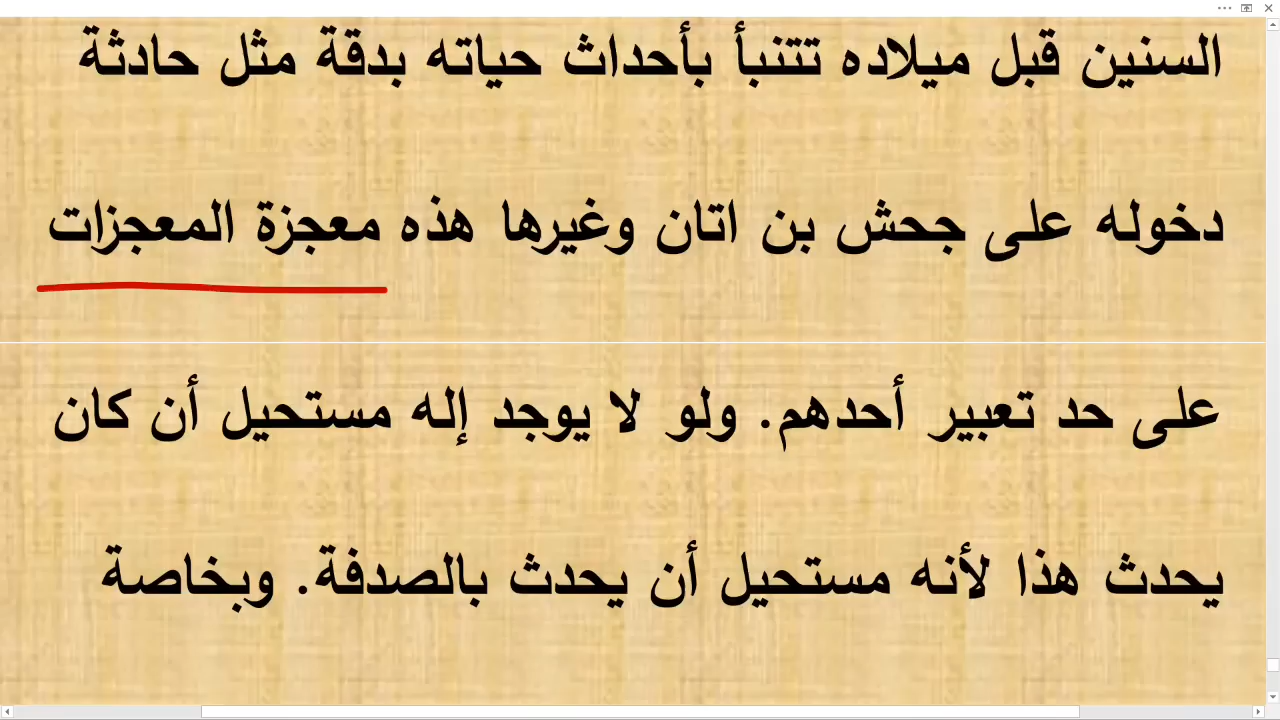 السنين قبل ميلاده تتنبأ بأحداث حياته بدقة مثل حادثة
دخوله على جحش بن اتان وغيرها هذه معجزة المعجزات
على حد تعبير أحدهم. ولو لا يوجد إله مستحيل أن كان
يحدث هذا لأنه مستحيل أن يحدث بالصدفة. وبخاصة